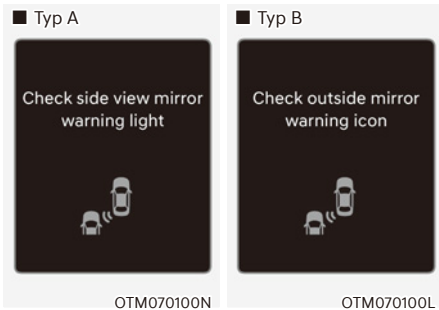 ■ Typ A
Check side view mirror
warning light
OTM070100N
■ Typ B
Check outside mirror
warning icon
OTM070100L